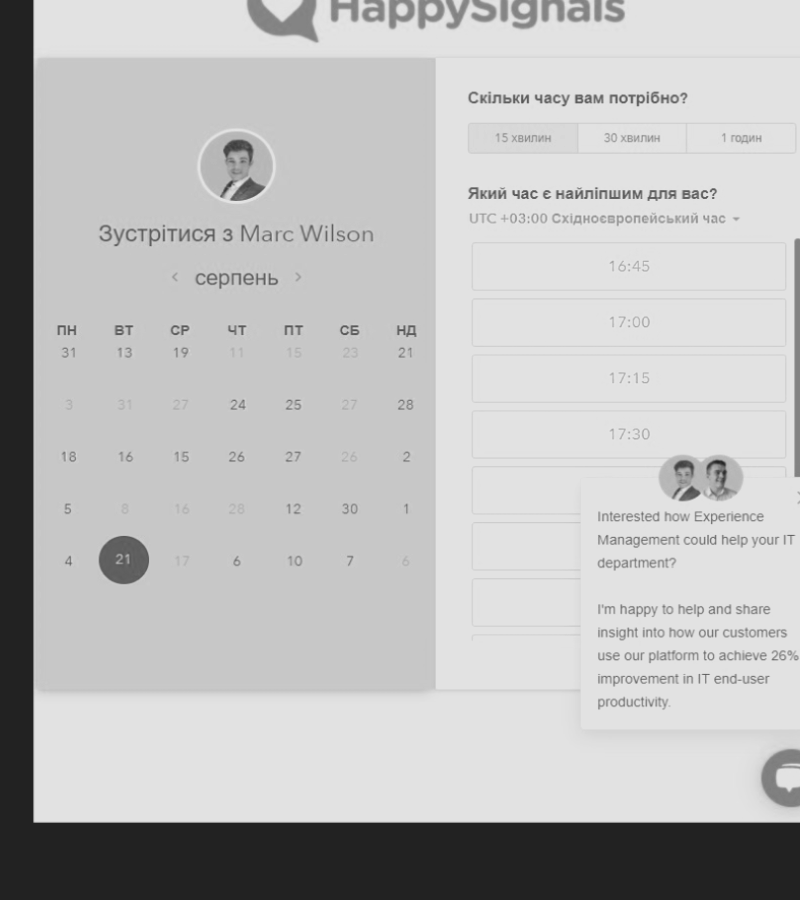 HappySignals
Зустрітися з Marc Wilson
серпень
ПН ВТ СР ЧТ ПТ СБ НД
31 13 19 11 15 23 21
3 31 27 24 25 27 28
18 16 15 26 27 26 2
5 8 16 28 12 30 1
4 21 17 6 10 7 6
Скільки часу вам потрібно?
15 хвилин 30 хвилин 1 годин
Який час є найліпшим для вас?
UTC +03:00 Східноєвропейський час
16:45
17:00
17:15
17:30
Interested how Experience
Management could help your IT
department?
I'm happy to help and share
insight into how our customers
use our platform to achieve 26%
improvement in IT end-user
productivity.